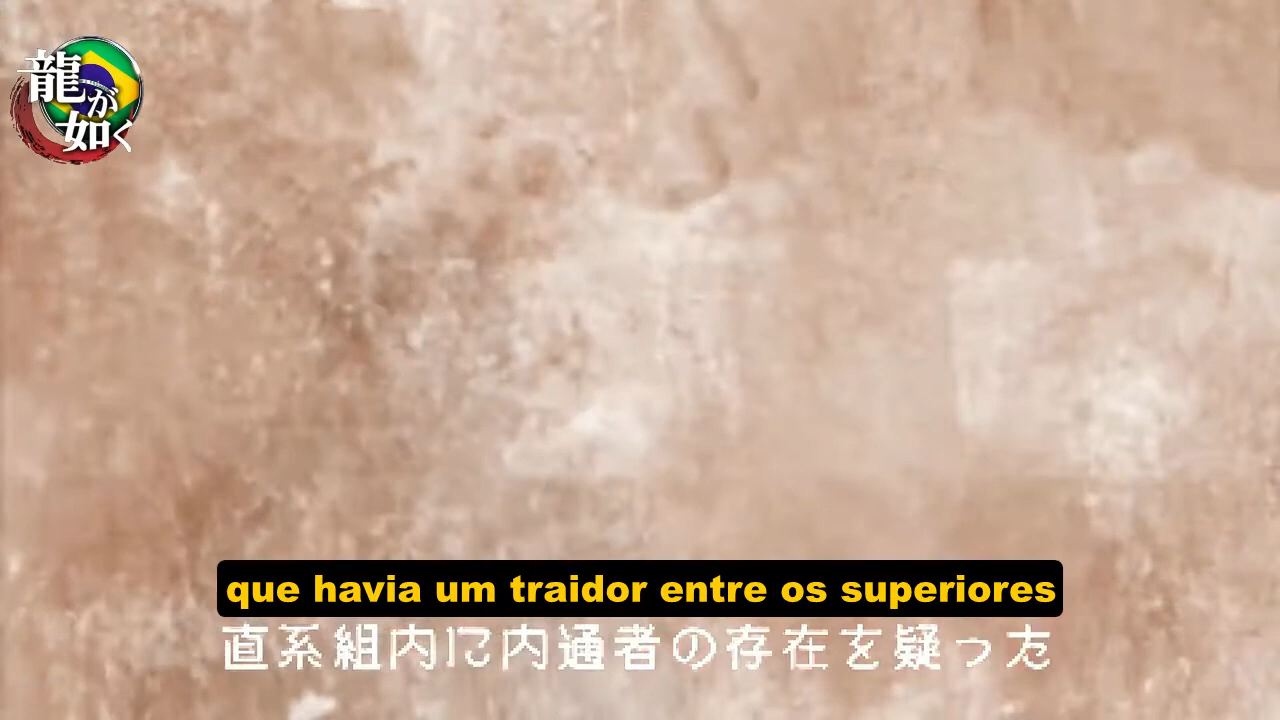 龍が
如く
que havia um traidor entre os superiores
直系組内に内通者の存在を疑った